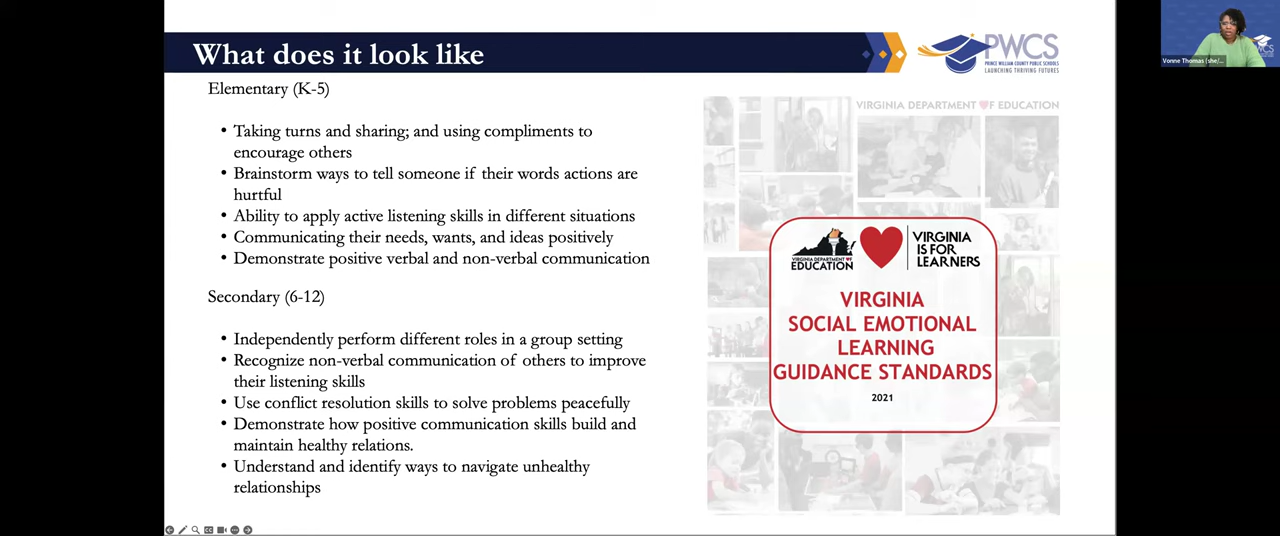 What does it look like
PWCS
PRINCE WILLIAM COUNTY PUBLIC SCHOOLS
LAUNCHING THRIVING FUTURES
Vonne Thomas (she/...
CS
Elementary (K-5)
• Taking turns and sharing; and using compliments to
encourage others
• Brainstorm ways to tell someone if their words actions are
hurtful
• Ability to apply active listening skills in different situations
• Communicating their needs, wants, and ideas positively
• Demonstrate positive verbal and non-verbal communication
Secondary (6-12)
• Independently perform different roles in a group setting
• Recognize non-verbal communication of others to improve
their listening skills
• Use conflict resolution skills to solve problems peacefully
• Demonstrate how positive communication skills build and
maintain healthy relations.
• Understand and identify ways to navigate unhealthy
relationships
VIRGINIA DEPARTMENT OF EDUCATION
VIRGINIA DEPARTMENT OF
EDUCATION
VIRGINIA
IS FOR
LEARNERS
VIRGINIA
SOCIAL EMOTIONAL
LEARNING
GUIDANCE STANDARDS
2021